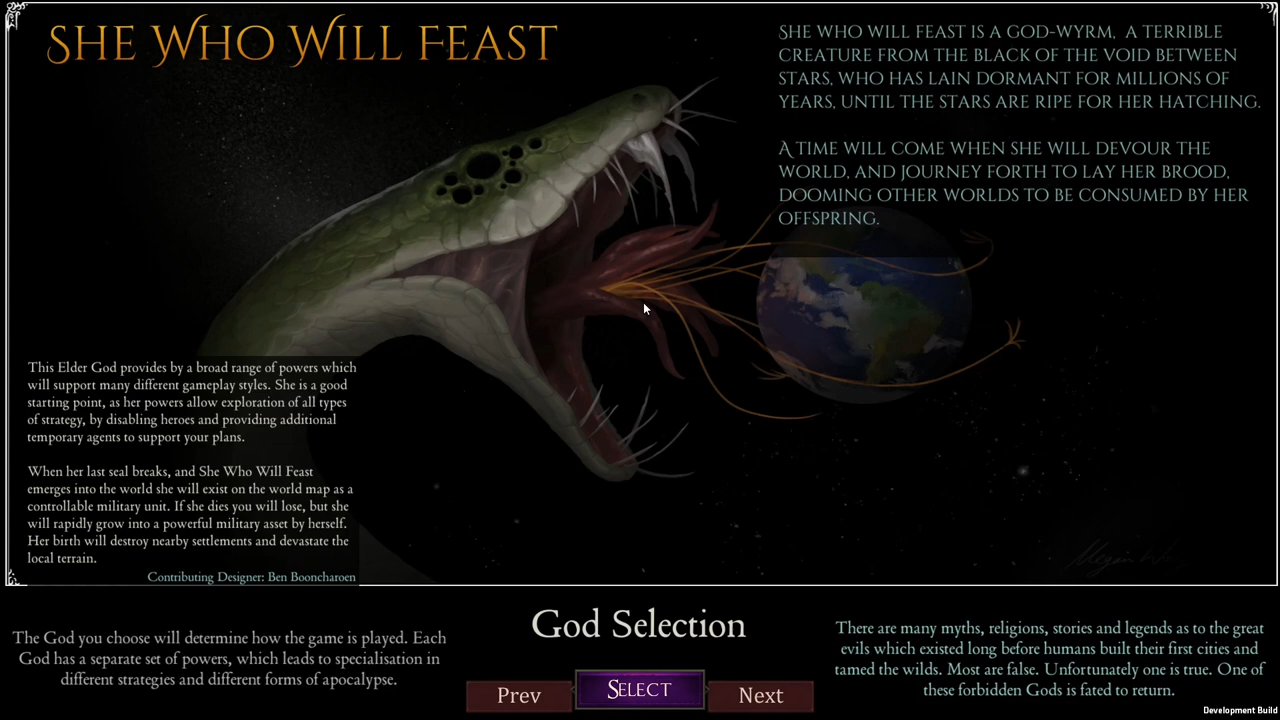 She Who Will Feast
She Who Will Feast is a God-Wyrm, a terrible
creature from the black of the void between
stars, who has lain dormant for millions of
years, until the stars are ripe for her hatching.
A time will come when she will devour the
world, and journey forth to lay her brood,
dooming other worlds to be consumed by her
offspring.
This Elder God provides by a broad range of powers which
will support many different gameplay styles. She is a good
starting point, as her powers allow exploration of all types
of strategy, by disabling heroes and providing additional
temporary agents to support your plans.
When her last seal breaks, and She Who Will Feast
emerges into the world she will exist on the world map as a
controllable military unit. If she dies you will lose, but she
will rapidly grow into a powerful military asset by herself.
Her birth will destroy nearby settlements and devastate the
local terrain.
Contributing Designer: Ben Booncharoen
God Selection
The God you choose will determine how the game is played. Each
God has a separate set of powers, which leads to specialisation in
different strategies and different forms of apocalypse.
Prev
Select
Next
There are many myths, religions, stories and legends as to the great
evils which existed long before humans built their first cities and
tamed the wilds. Most are false. Unfortunately one is true. One of
these forbidden Gods is fated to return.
Development Build